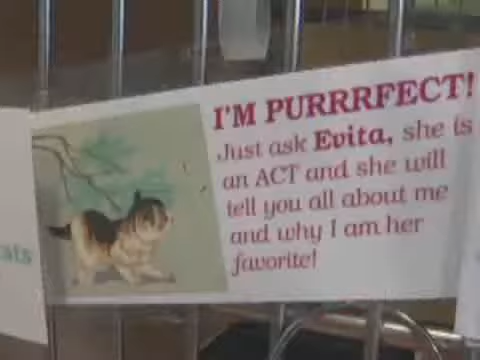 I'M PURRRFECT!
Just ask Evita, she is
an ACT and she will
tell you all about me
and why I am her
favorite!
ats